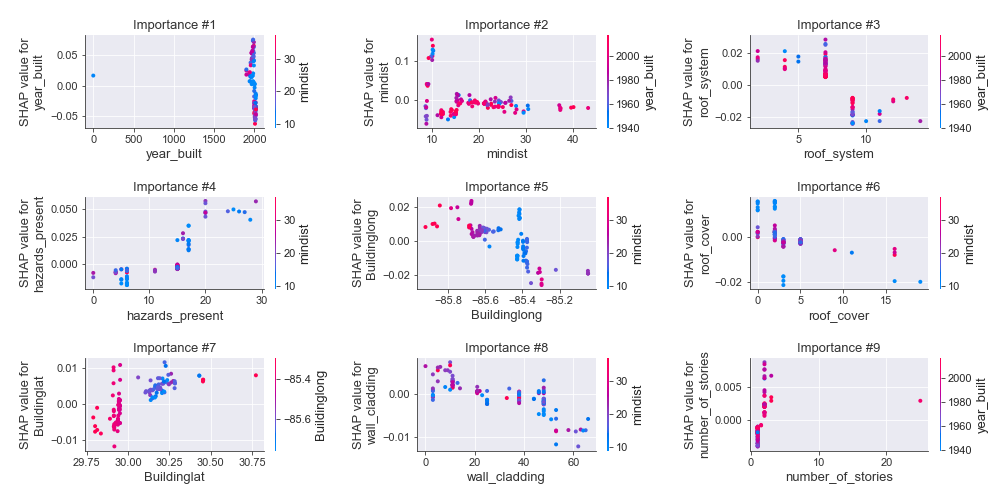 Importance #1
SHAP value for
year_built
0.05
0.00
−0.05
0
500
1000
1500
2000
year_built
30
20
10
mindist
Importance #2
SHAP value for
mindist
0.1
0.0
10
20
30
40
mindist
2000
1980
1960
1940
year_built
Importance #3
SHAP value for
roof_system
0.02
0.00
−0.02
5
10
roof_system
2000
1980
1960
1940
year_built
Importance #4
SHAP value for
hazards_present
0.050
0.025
0.000
0
10
20
30
hazards_present
30
20
10
mindist
Importance #5
SHAP value for
Buildinglong
0.02
0.00
−0.02
−85.8
−85.6
−85.4
−85.2
Buildinglong
30
20
10
mindist
Importance #6
SHAP value for
roof_cover
0.00
−0.02
0
5
10
15
roof_cover
30
20
10
mindist
Importance #7
SHAP value for
Buildinglat
0.01
0.00
−0.01
29.75
30.00
30.25
30.50
30.75
Buildinglat
−85.4
−85.6
Buildinglong
Importance #8
SHAP value for
wall_cladding
0.00
−0.01
0
20
40
60
wall_cladding
30
20
10
mindist
Importance #9
SHAP value for
number_of_stories
0.005
0.000
0
10
20
number_of_stories
2000
1980
1960
1940
year_built